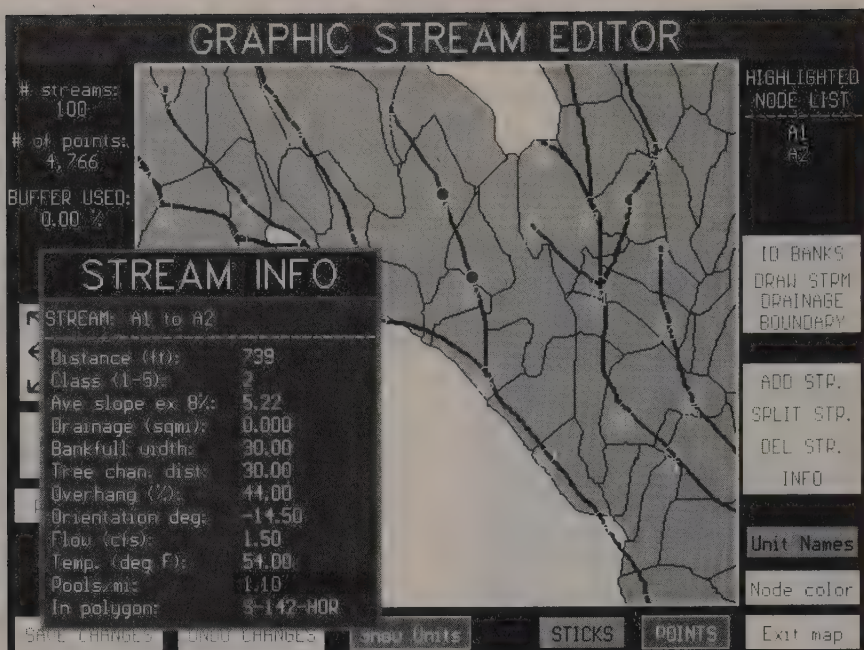 GRAPHIC STREAM EDITOR
# streams:
100
# of points:
4,766
BUFFER USED:
0.00 %
HIGHLIGHTED
NODE LIST
A1
A2
ID BANKS
DRAW STRM
DRAINAGE
BOUNDARY
ADD STR.
SPLIT STR.
DEL STR.
INFO
Unit Names
Node color
Exit map
STREAM INFO
STREAM: A1 to A2
Distance (ft): 739
Class (1-5): 2
Ave slope ex 8%: 5.22
Drainage (sqmi): 0.000
Bankfull width: 30.00
Tree chan. dist: 30.00
Overhang (%): 44.00
Orientation deg: -14.50
Flow (cfs): 1.50
Temp. (deg F): 54.00
Pools/mi: 1.10
In polygon: S-142-HOR
SAVE CHANGES
UNDO CHANGES
Show Units
STICKS
POINTS